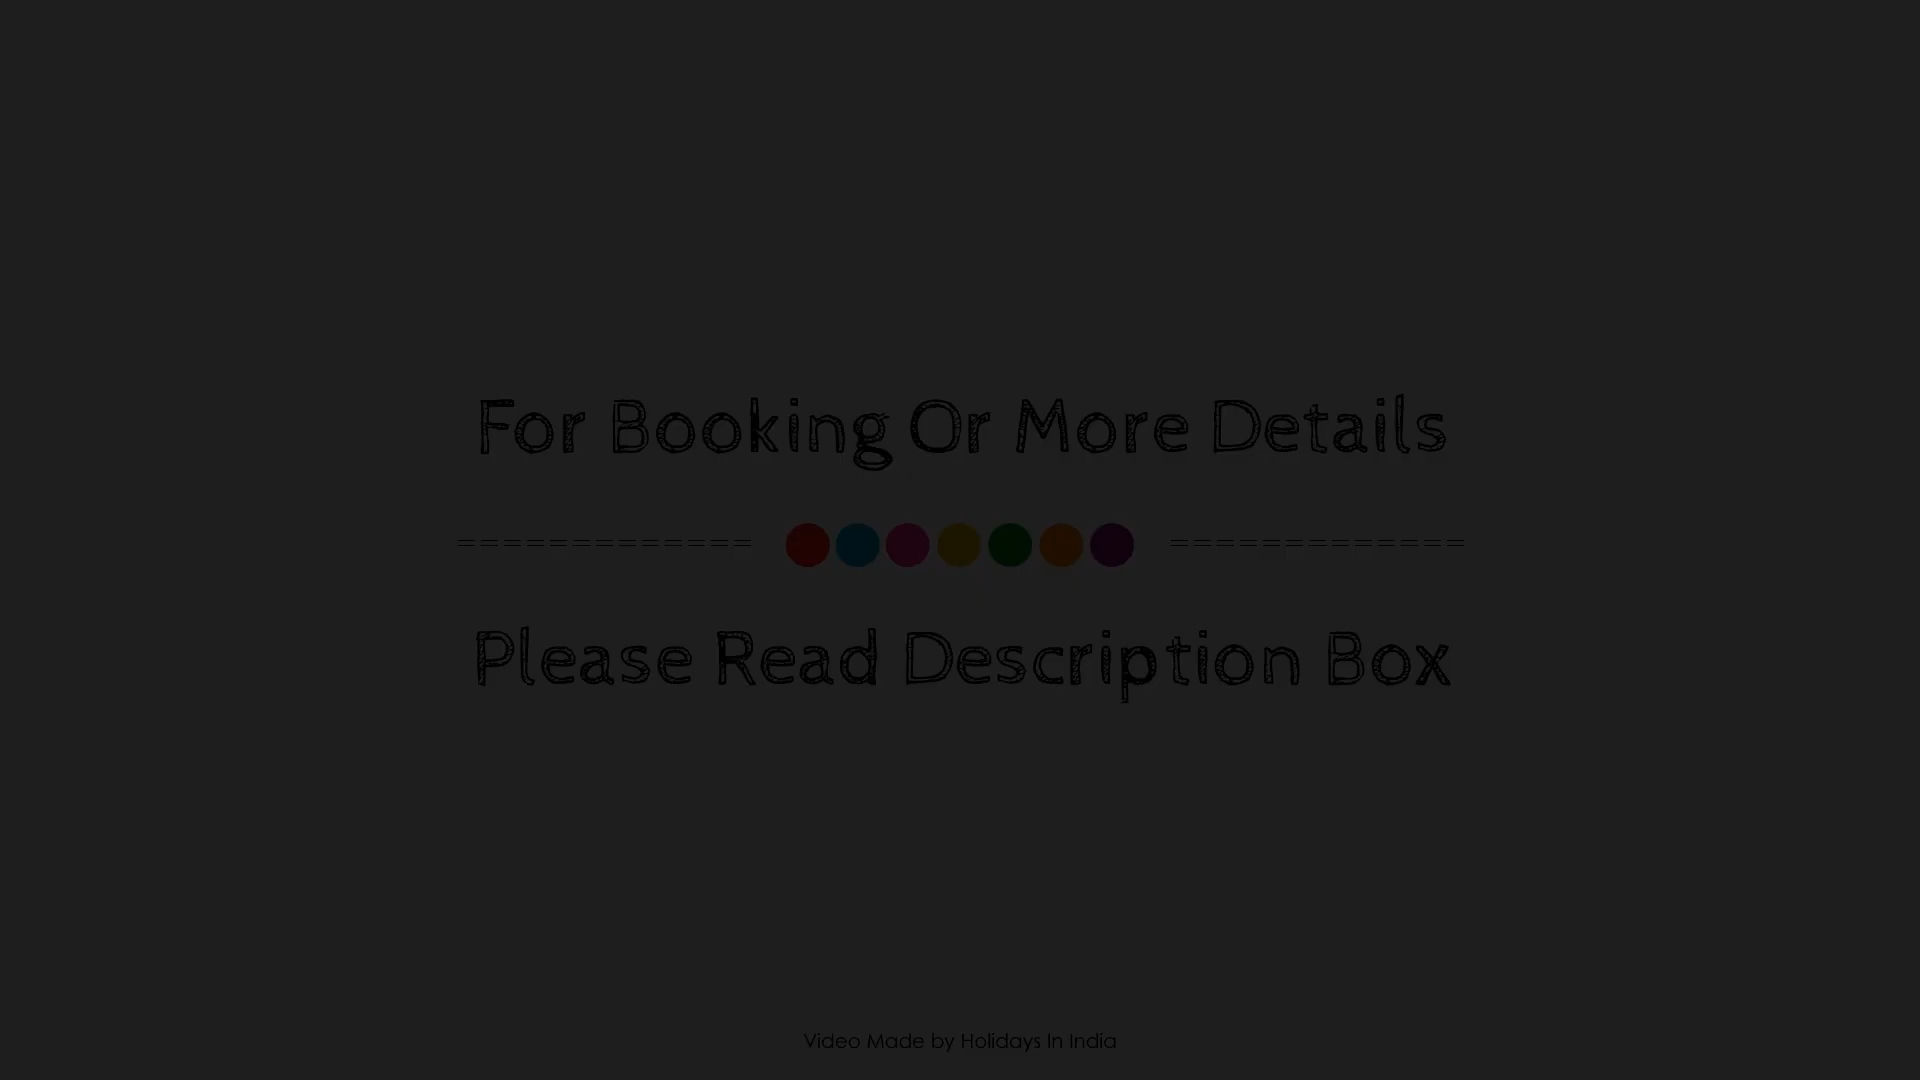 For Booking Or More Details
============= =============
Please Read Description Box
Video Made by Holidays In India